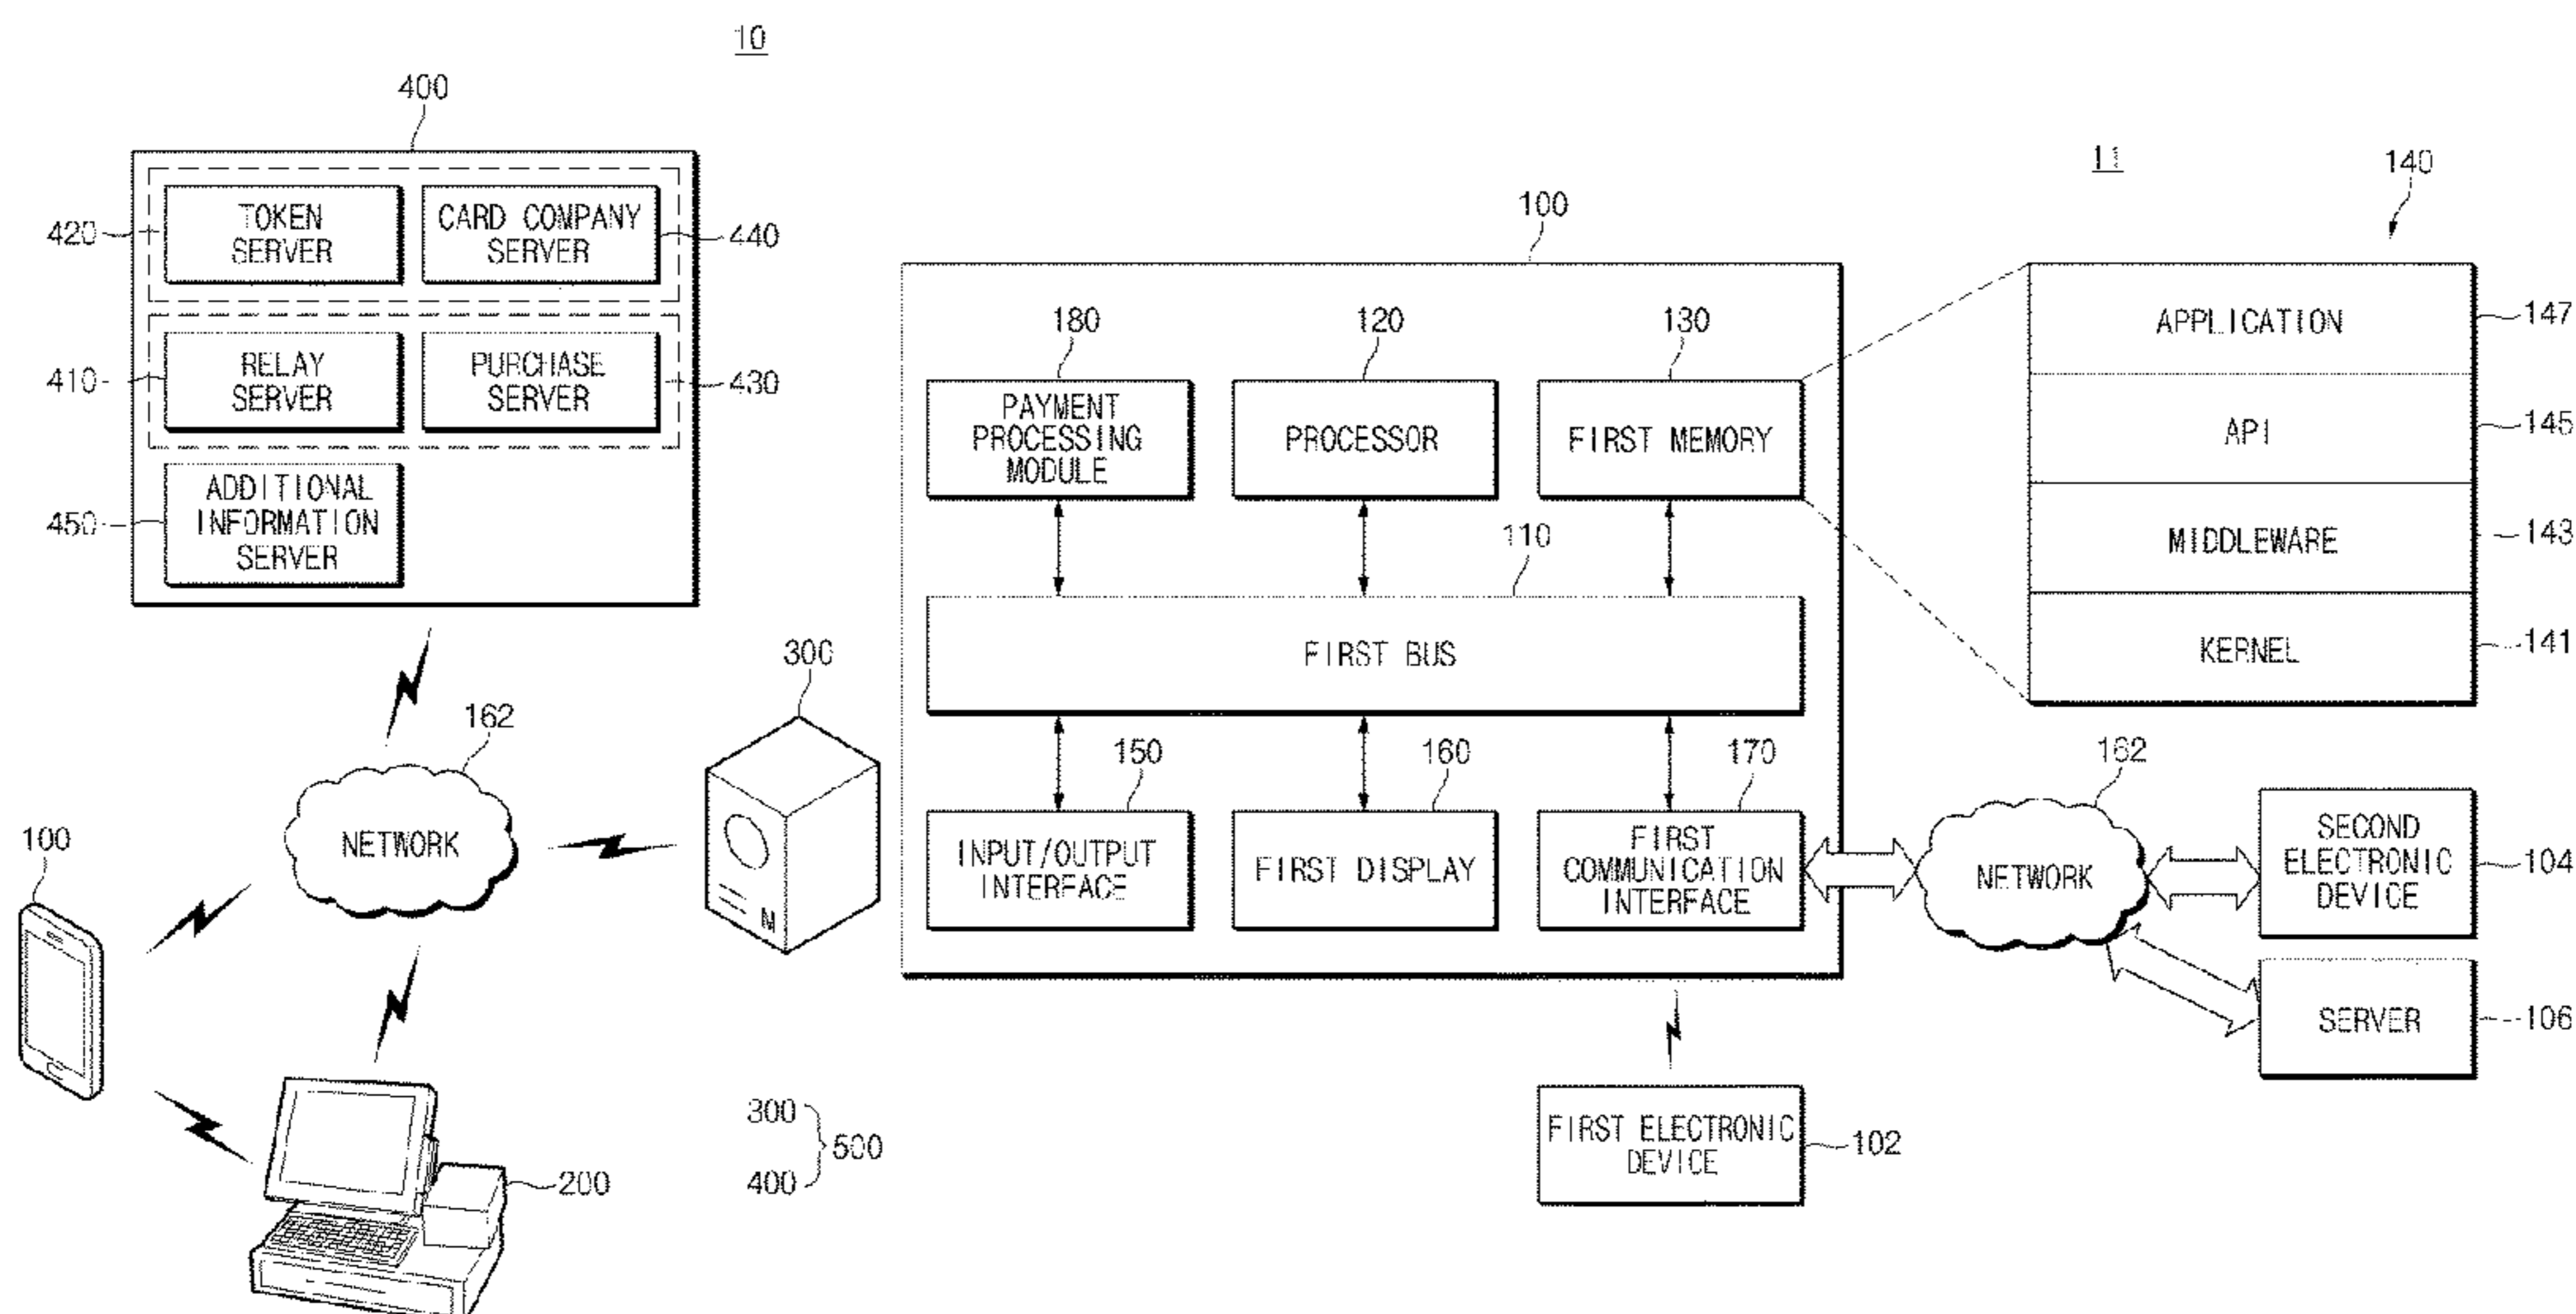 10
400
TOKEN
SERVER
CARD COMPANY
SERVER
420
440
RELAY
SERVER
PURCHASE
SERVER
410
430
ADDITIONAL
INFORMATION
SERVER
450
162
NETWORK
300
M
100
200
300
400
500
11
100
180
PAYMENT
PROCESSING
MODULE
120
PROCESSOR
130
FIRST MEMORY
110
FIRST BUS
150
INPUT/OUTPUT
INTERFACE
160
FIRST DISPLAY
170
FIRST
COMMUNICATION
INTERFACE
140
APPLICATION
147
API
145
MIDDLEWARE
143
KERNEL
141
162
NETWORK
SECOND
ELECTRONIC
DEVICE
104
SERVER
106
FIRST ELECTRONIC
DEVICE
102